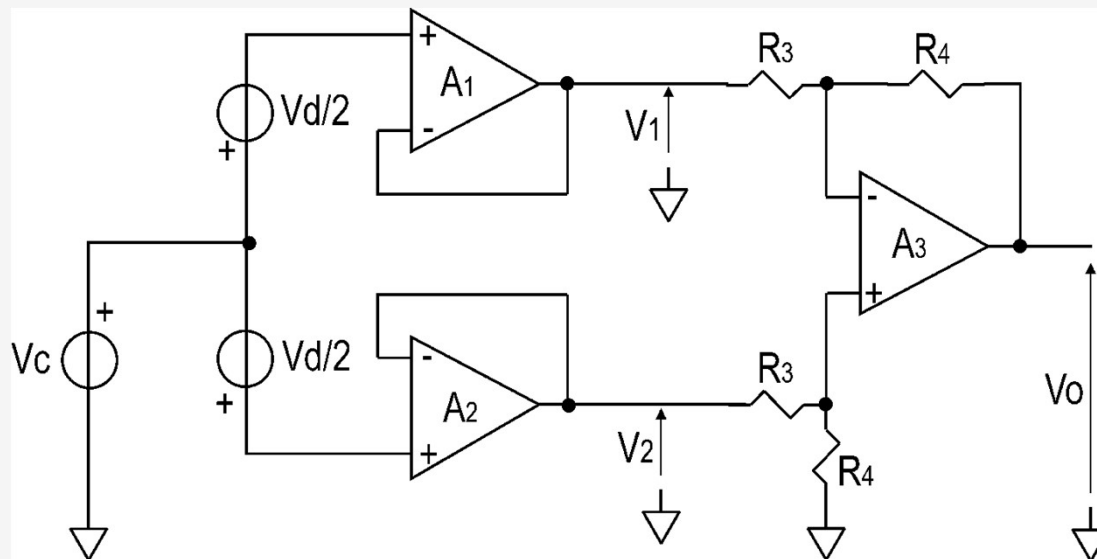 +
A1
-
Vd/2
+
V1
R3
R4
-
A3
+
+
Vc
Vd/2
+
-
A2
+
V2
R3
R4
Vo